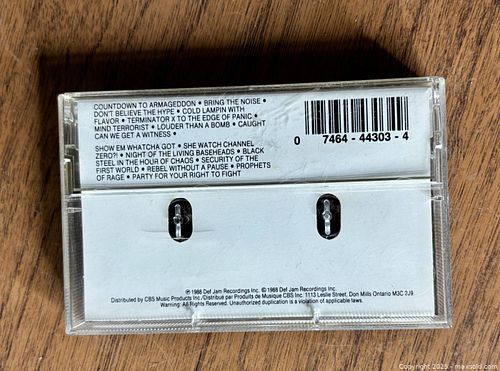 COUNTDOWN TO ARMAGEDDON • BRING THE NOISE •
DON'T BELIEVE THE HYPE • COLD LAMPIN WITH
FLAVOR • TERMINATOR X TO THE EDGE OF PANIC •
MIND TERRORIST • LOUDER THAN A BOMB • CAUGHT
CAN WE GET A WITNESS •
SHOW EM WHATCHA GOT • SHE WATCH CHANNEL
ZERO?! • NIGHT OF THE LIVING BASEHEADS • BLACK
STEEL IN THE HOUR OF CHAOS • SECURITY OF THE
FIRST WORLD • REBEL WITHOUT A PAUSE • PROPHETS
OF RAGE • PARTY FOR YOUR RIGHT TO FIGHT
0 7464 - 44303 - 4
℗ 1988 Def Jam Recordings Inc. © 1988 Def Jam Recordings Inc.
Distributed by CBS Music Products Inc./Distribué par Produits de Musique CBS Inc. 1113 Leslie Street, Don Mills Ontario M3C 2J9.
Warning: All Rights Reserved. Unauthorized duplication is a violation of applicable laws.
Copyright 2025 - maxsold.com